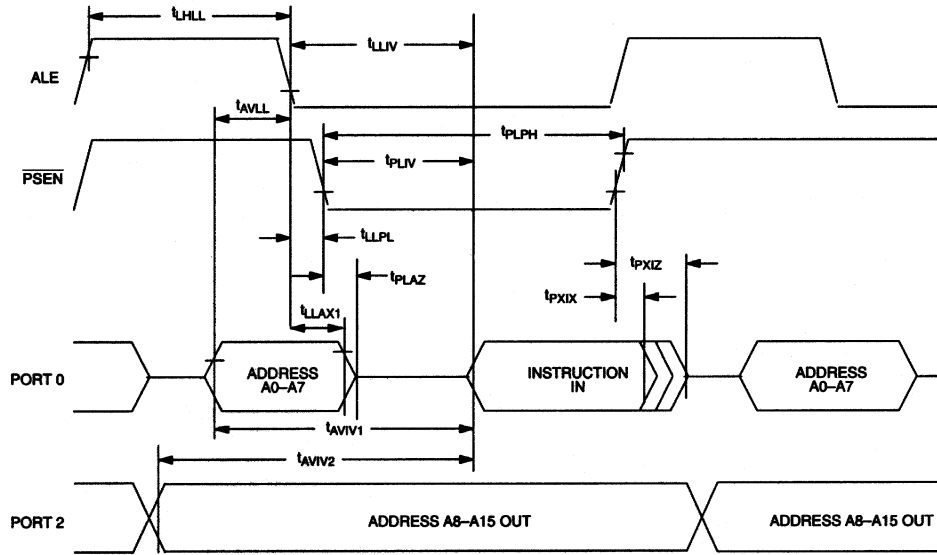 tLHLL
tLLIV
ALE
tAVLL
tPLPH
tPLIV
PSEN
tLLPL
tPLAZ
tPXIZ
tPXIX
tLLAX1
PORT 0
ADDRESS
A0–A7
INSTRUCTION
IN
ADDRESS
A0–A7
tAVIV1
tAVIV2
PORT 2
ADDRESS A8–A15 OUT
ADDRESS A8–A15 OUT